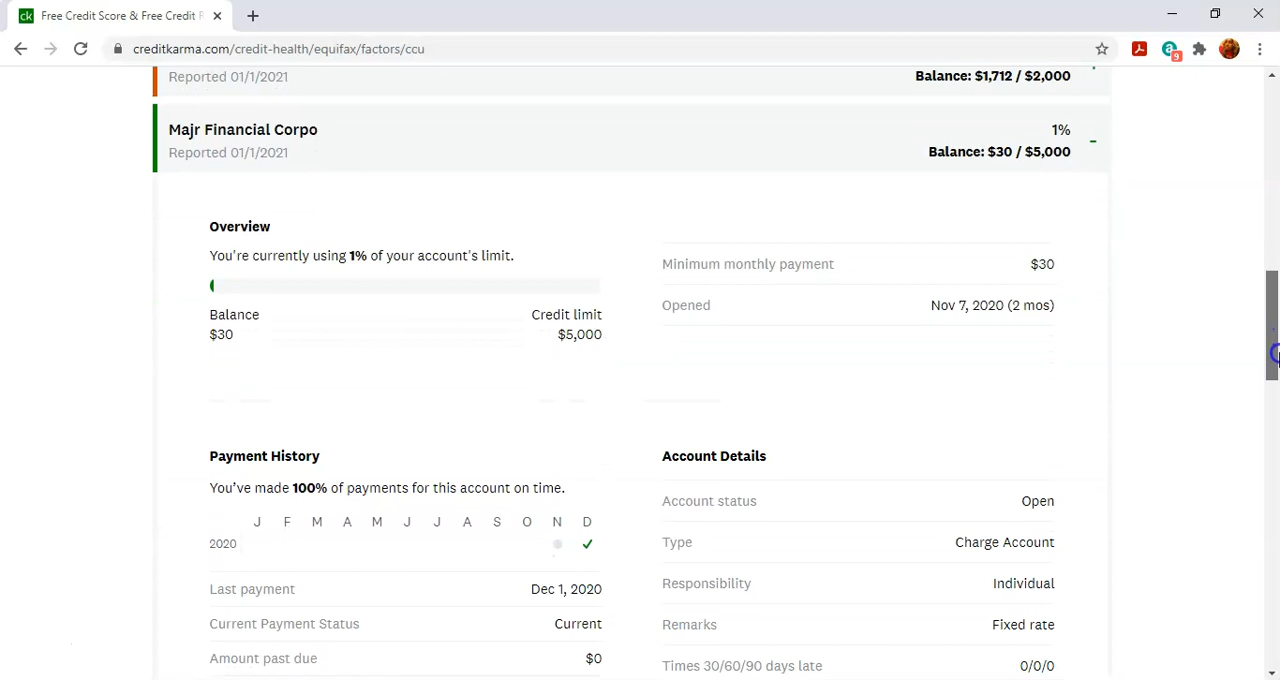 Free Credit Score & Free Credit R
creditkarma.com/credit-health/equifax/factors/ccu
9
Reported 01/1/2021
Balance: $1,712 / $2,000
Majr Financial Corpo
1%
Reported 01/1/2021
Balance: $30 / $5,000
Overview
You're currently using 1% of your account's limit.
Balance
Credit limit
$30
$5,000
Minimum monthly payment
$30
Opened
Nov 7, 2020 (2 mos)
Payment History
You've made 100% of payments for this account on time.
J F M A M J J A S O N D
2020
Last payment
Dec 1, 2020
Current Payment Status
Current
Amount past due
$0
Account Details
Account status
Open
Type
Charge Account
Responsibility
Individual
Remarks
Fixed rate
Times 30/60/90 days late
0/0/0